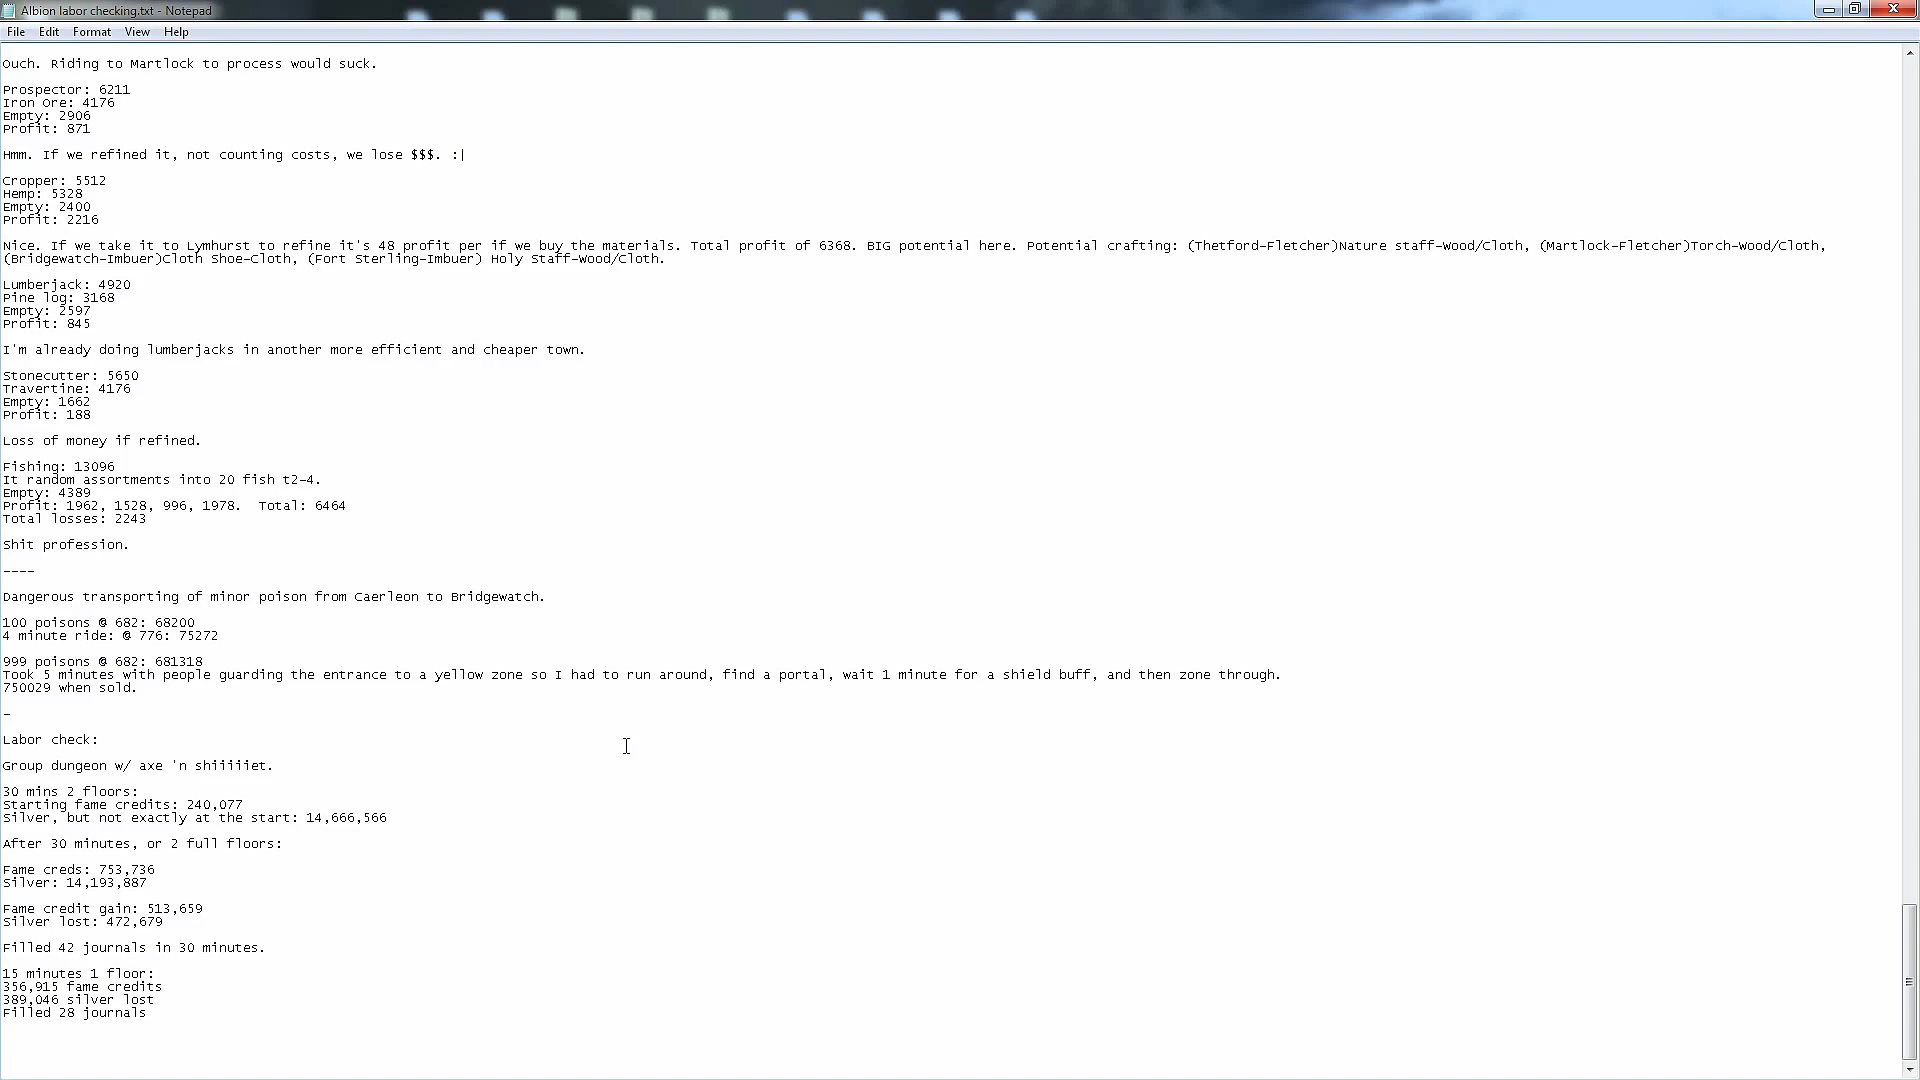 Albion labor checking.txt - Notepad
File Edit Format View Help
Ouch. Riding to Martlock to process would suck.
Prospector: 6211
Iron Ore: 4176
Empty: 2906
Profit: 871
Hmm. If we refined it, not counting costs, we lose $$$. :|
Cropper: 5512
Hemp: 5328
Empty: 2400
Profit: 2216
Nice. If we take it to Lymhurst to refine it's 48 profit per if we buy the materials. Total profit of 6368. BIG potential here. Potential crafting: (Thetford-Fletcher)Nature staff-Wood/Cloth, (Martlock-Fletcher)Torch-Wood/Cloth,
(Bridgewatch-Imbuer)Cloth Shoe-Cloth, (Fort Sterling-Imbuer) Holy Staff-Wood/Cloth.
Lumberjack: 4920
Pine log: 3168
Empty: 2597
Profit: 845
I'm already doing lumberjacks in another more efficient and cheaper town.
Stonecutter: 5650
Travertine: 4176
Empty: 1662
Profit: 188
Loss of money if refined.
Fishing: 13096
It random assortments into 20 fish t2-4.
Empty: 4389
Profit: 1962, 1528, 996, 1978.  Total: 6464
Total losses: 2243
Shit profession.
----
Dangerous transporting of minor poison from Caerleon to Bridgewatch.
100 poisons @ 682: 68200
4 minute ride: @ 776: 75272
999 poisons @ 682: 681318
Took 5 minutes with people guarding the entrance to a yellow zone so I had to run around, find a portal, wait 1 minute for a shield buff, and then zone through.
750029 when sold.
-
Labor check:
Group dungeon w/ axe 'n shiiiiiet.
30 mins 2 floors:
Starting fame credits: 240,077
Silver, but not exactly at the start: 14,666,566
After 30 minutes, or 2 full floors:
Fame creds: 753,736
Silver: 14,193,887
Fame credit gain: 513,659
Silver lost: 472,679
Filled 42 journals in 30 minutes.
15 minutes 1 floor:
356,915 fame credits
389,046 silver lost
Filled 28 journals